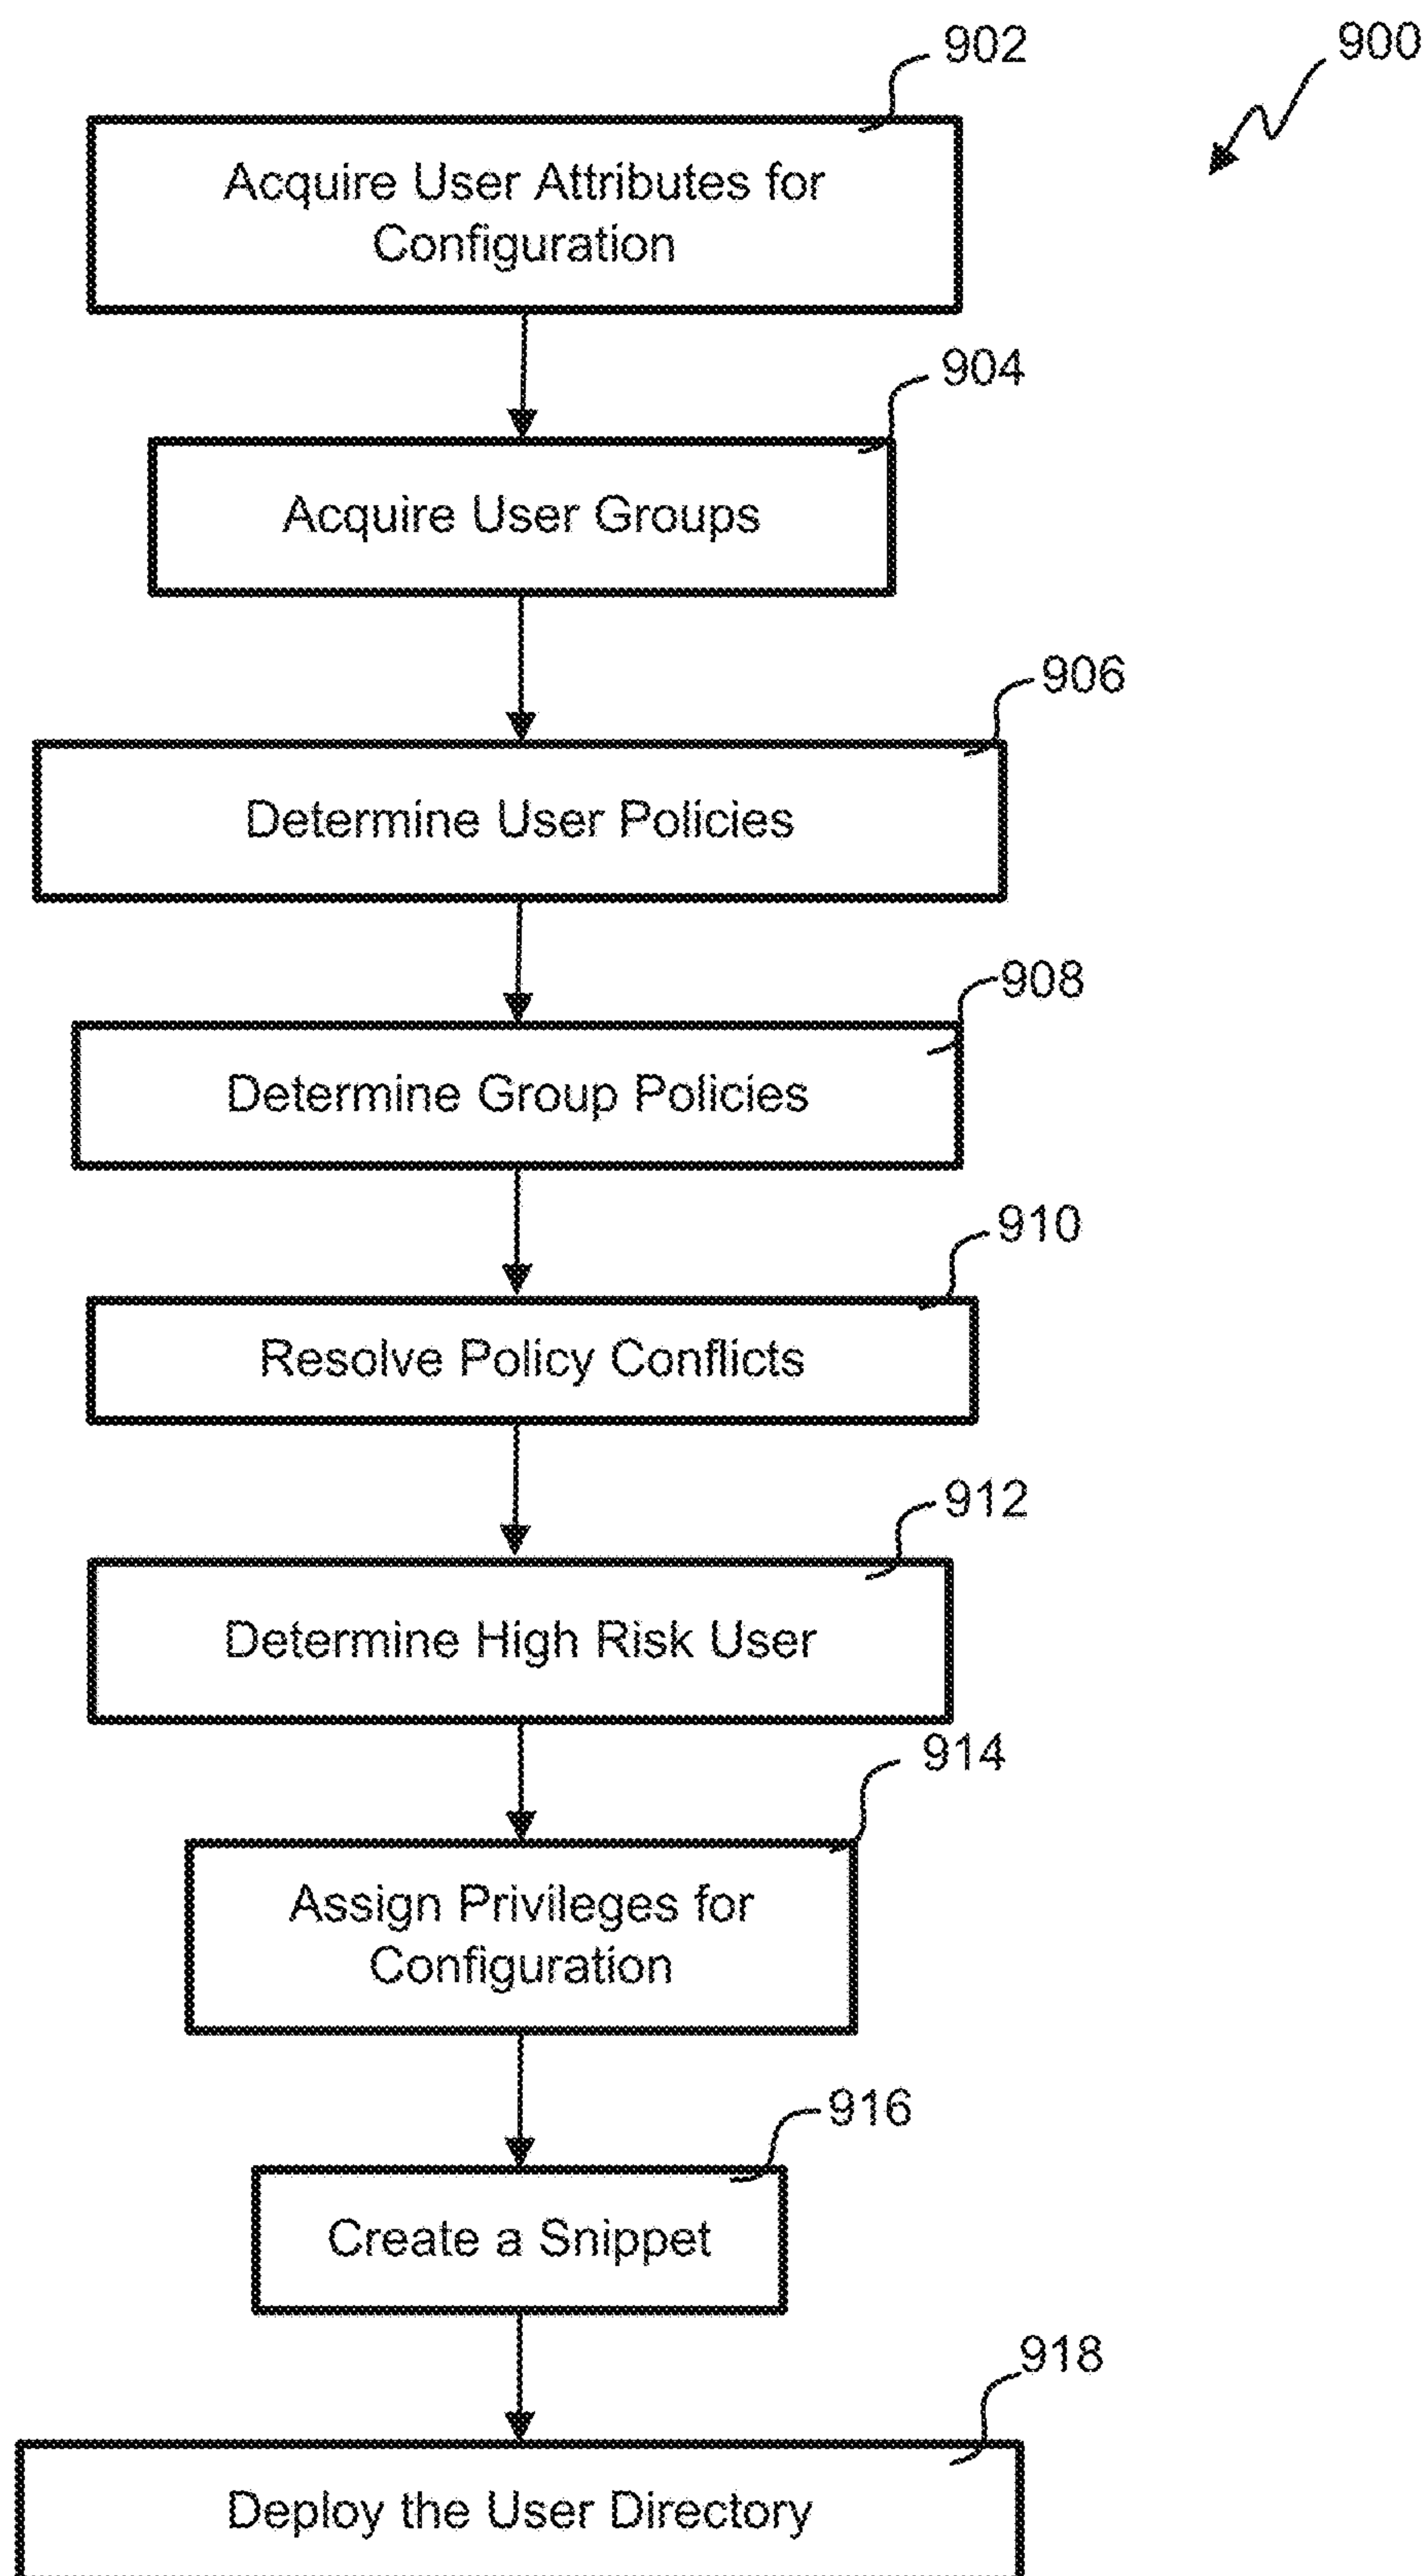 902
900
Acquire User Attributes for
Configuration
904
Acquire User Groups
906
Determine User Policies
908
Determine Group Policies
910
Resolve Policy Conflicts
912
Determine High Risk User
914
Assign Privileges for
Configuration
916
Create a Snippet
918
Deploy the User Directory